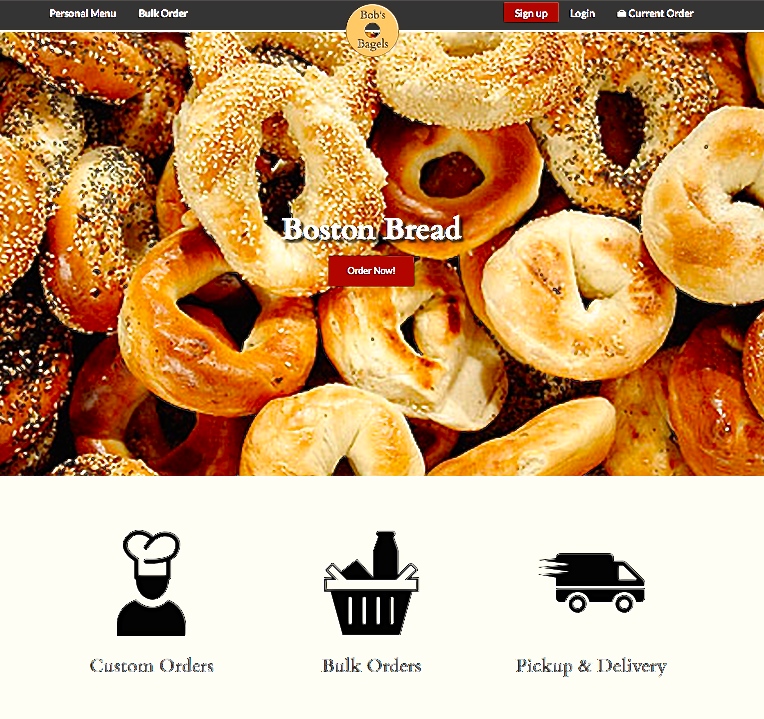 Personal Menu Bulk Order Bob's Bagels Sign up Login Current Order
Boston Bread
Order Now!
Custom Orders Bulk Orders Pickup & Delivery